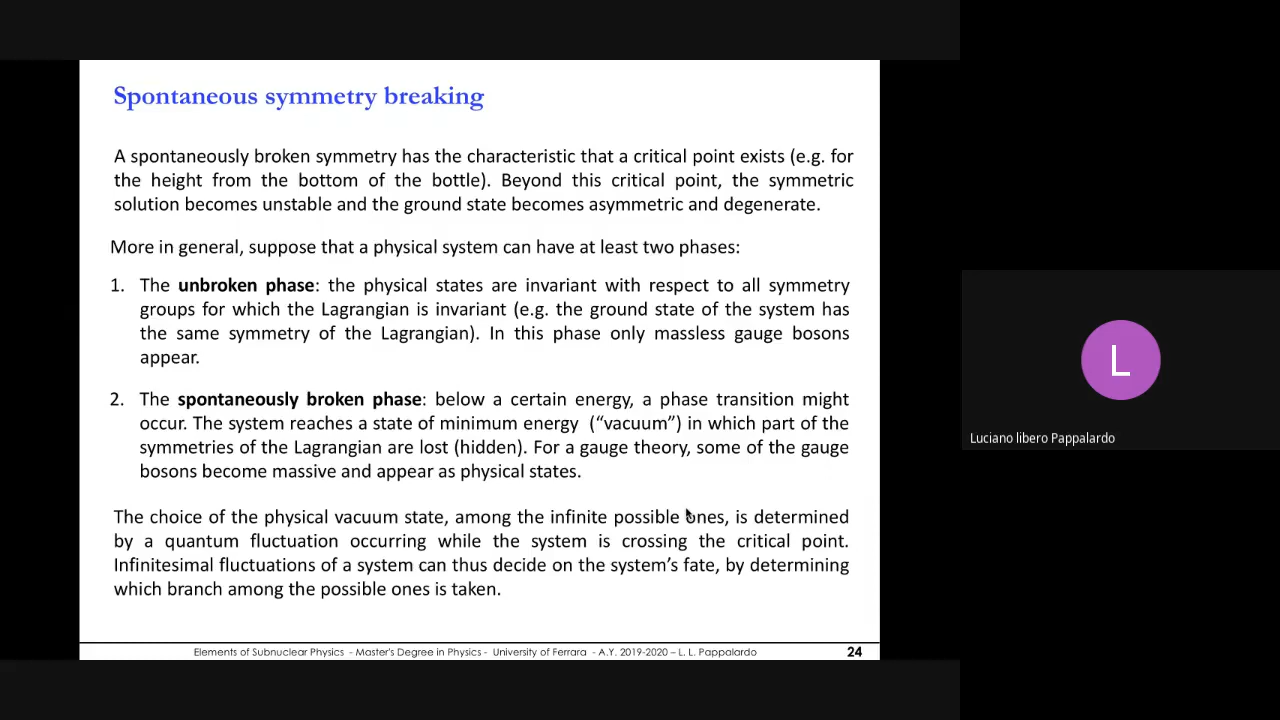 Spontaneous symmetry breaking
A spontaneously broken symmetry has the characteristic that a critical point exists (e.g. for
the height from the bottom of the bottle). Beyond this critical point, the symmetric
solution becomes unstable and the ground state becomes asymmetric and degenerate.
More in general, suppose that a physical system can have at least two phases:
1. The unbroken phase: the physical states are invariant with respect to all symmetry
groups for which the Lagrangian is invariant (e.g. the ground state of the system has
the same symmetry of the Lagrangian). In this phase only massless gauge bosons
appear.
2. The spontaneously broken phase: below a certain energy, a phase transition might
occur. The system reaches a state of minimum energy (“vacuum”) in which part of the
symmetries of the Lagrangian are lost (hidden). For a gauge theory, some of the gauge
bosons become massive and appear as physical states.
The choice of the physical vacuum state, among the infinite possible ones, is determined
by a quantum fluctuation occurring while the system is crossing the critical point.
Infinitesimal fluctuations of a system can thus decide on the system’s fate, by determining
which branch among the possible ones is taken.
Elements of Subnuclear Physics - Master's Degree in Physics - University of Ferrara - A.Y. 2019-2020 – L. L. Pappalardo
24
L
Luciano libero Pappalardo